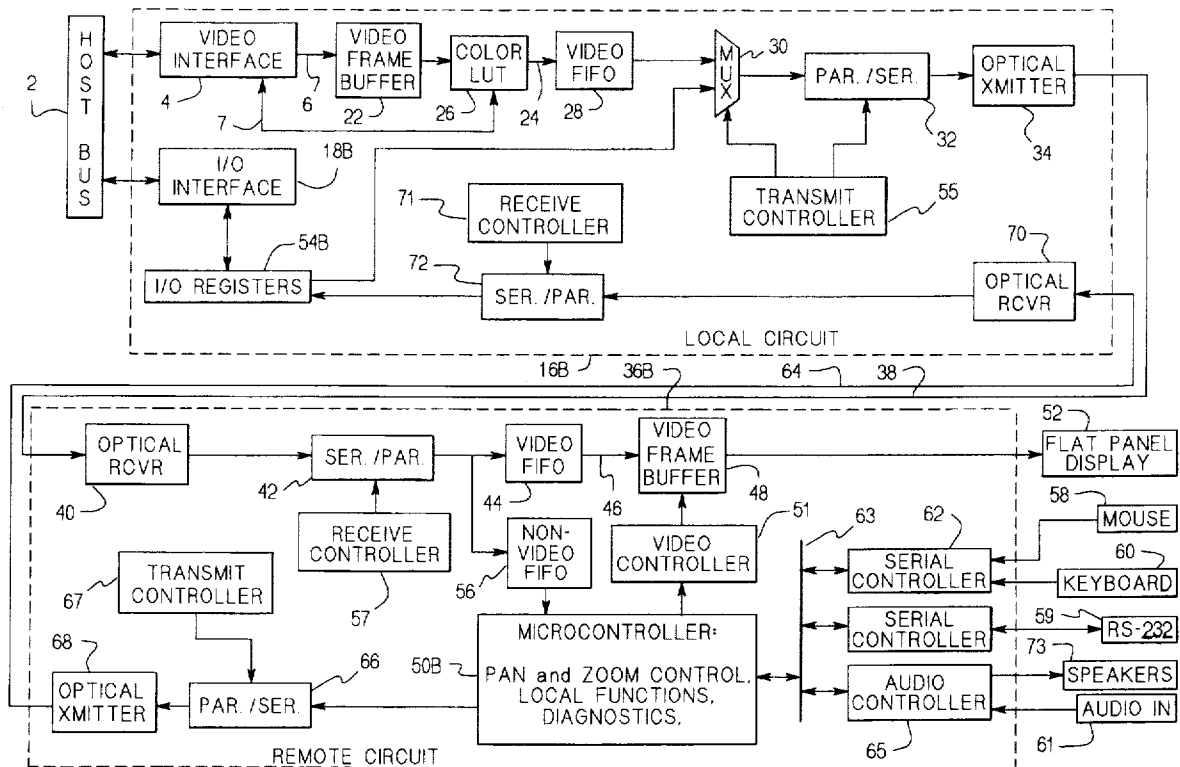 2
HOST BUS
VIDEO
INTERFACE
4
6
7
VIDEO
FRAME
BUFFER
22
COLOR
LUT
26
24
VIDEO
FIFO
28
MUX
30
PAR./SER.
32
OPTICAL
XMITTER
34
I/O
INTERFACE
18B
54B
I/O REGISTERS
71
RECEIVE
CONTROLLER
72
SER./PAR.
TRANSMIT
CONTROLLER
55
70
OPTICAL
RCVR
LOCAL CIRCUIT
16B
36B
64
38
OPTICAL
RCVR
40
SER./PAR.
42
VIDEO
FIFO
44
46
VIDEO
FRAME
BUFFER
48
52
FLAT PANEL
DISPLAY
58
MOUSE
60
KEYBOARD
59
RS-232
73
SPEAKERS
AUDIO IN
61
RECEIVE
CONTROLLER
57
NON-
VIDEO
FIFO
56
VIDEO
CONTROLLER
51
63
62
SERIAL
CONTROLLER
SERIAL
CONTROLLER
AUDIO
CONTROLLER
65
67
TRANSMIT
CONTROLLER
68
OPTICAL
XMITTER
66
PAR./SER.
50B
MICROCONTROLLER:
PAN and ZOOM CONTROL,
LOCAL FUNCTIONS,
DIAGNOSTICS,
REMOTE CIRCUIT